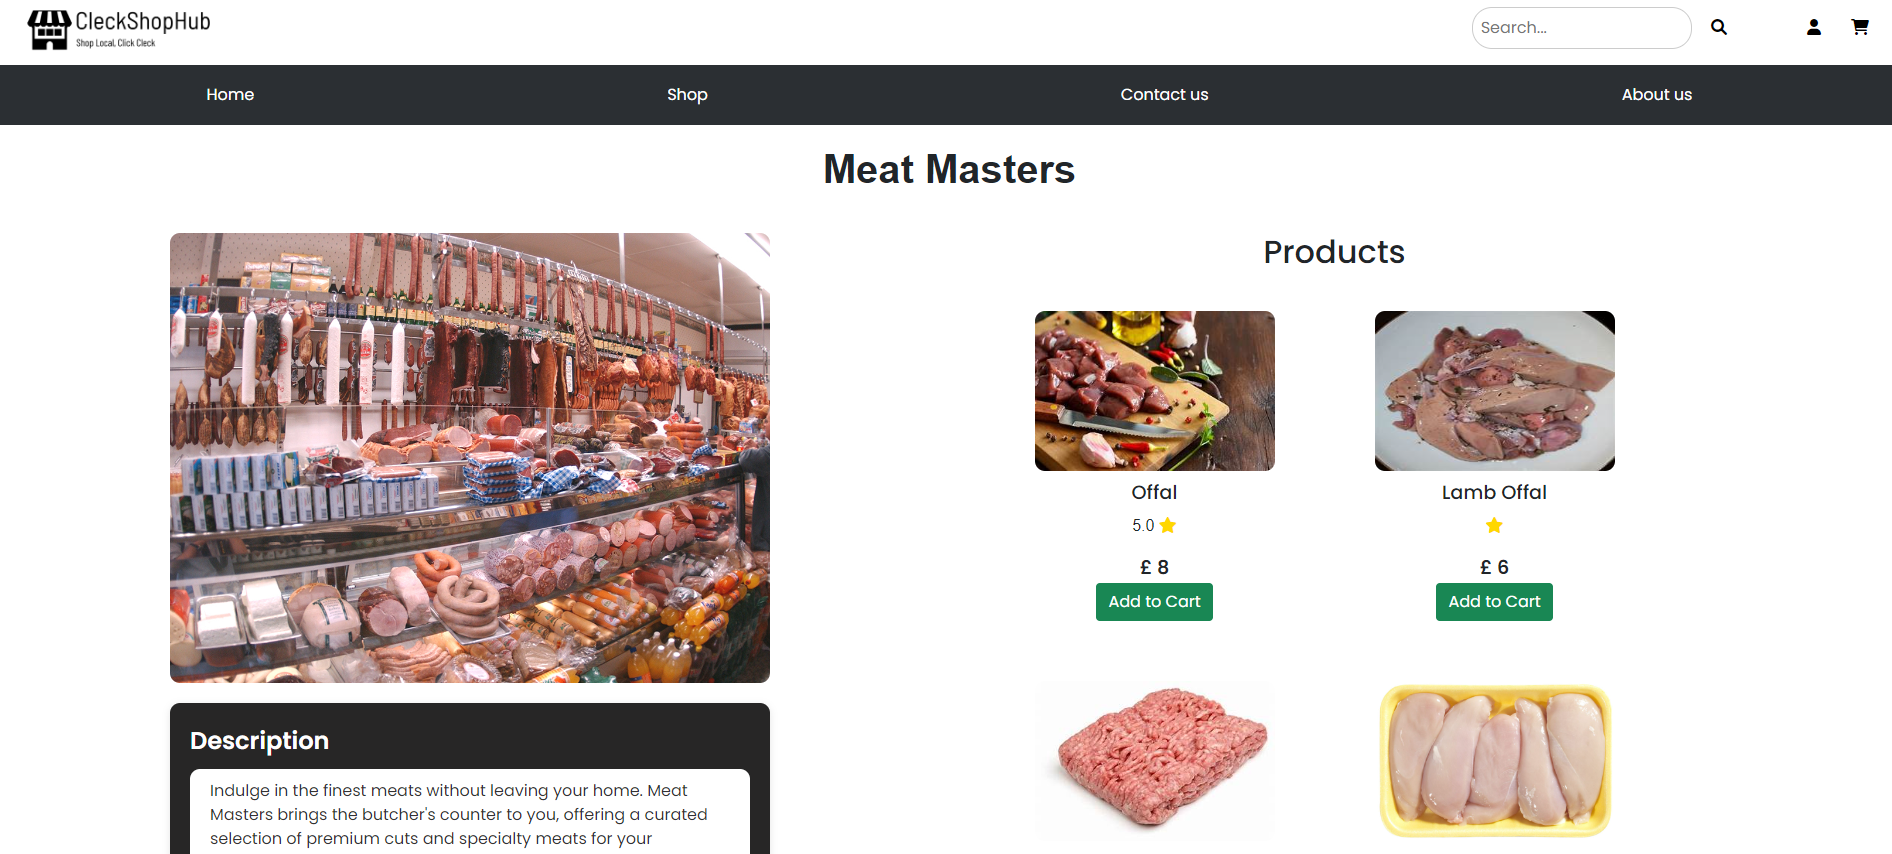 CleckShopHub
Shop Local, Click Cleck
Search...
Home
Shop
Contact us
About us
Meat Masters
Products
Offal
5.0
£ 8
Add to Cart
Lamb Offal
£ 6
Add to Cart
Description
Indulge in the finest meats without leaving your home. Meat
Masters brings the butcher's counter to you, offering a curated
selection of premium cuts and specialty meats for your